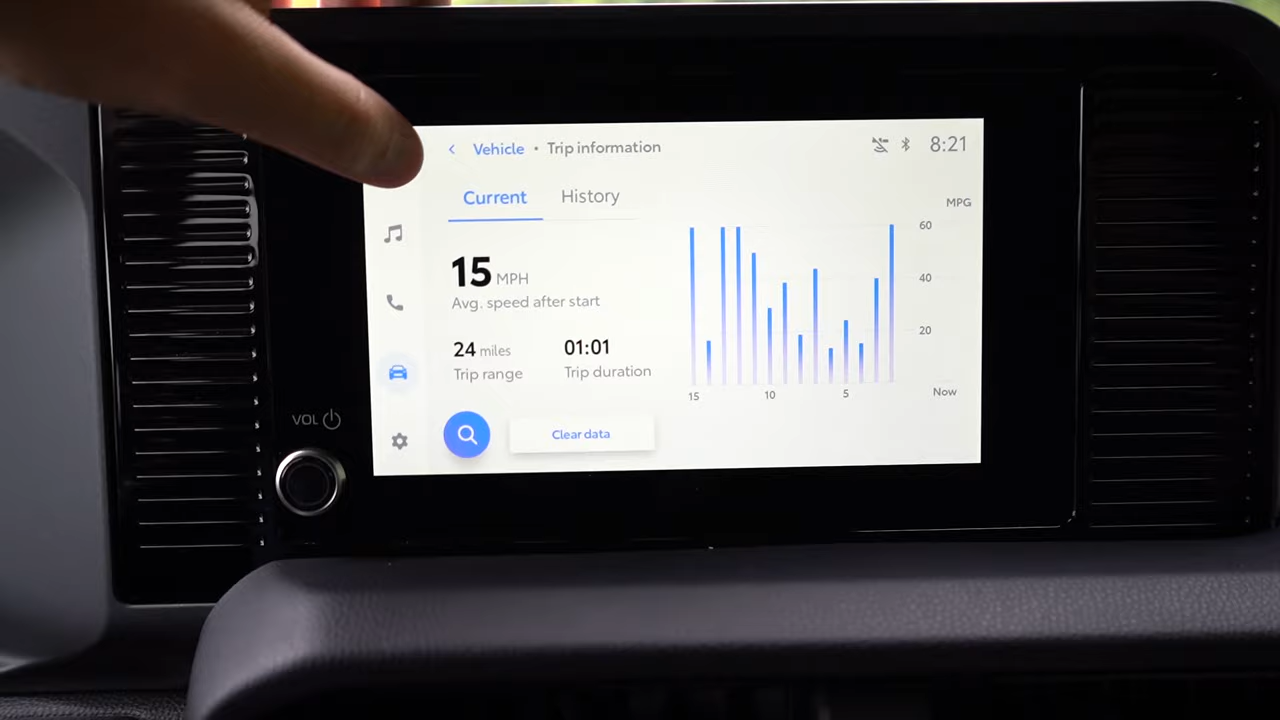 Vehicle • Trip information
8:21
Current
History
MPG
60
40
20
15 MPH
Avg. speed after start
24 miles
Trip range
01:01
Trip duration
15
10
5
Now
Clear data
VOL